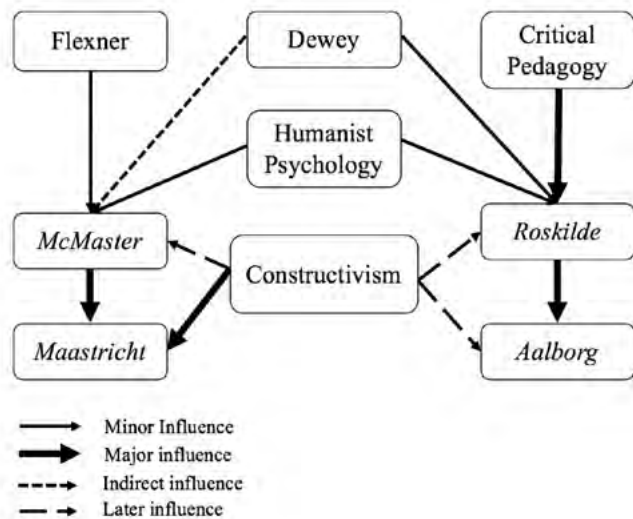 Flexner
Dewey
Critical
Pedagogy
Humanist
Psychology
McMaster
Roskilde
Constructivism
Maastricht
Aalborg
Minor Influence
Major influence
Indirect influence
Later influence